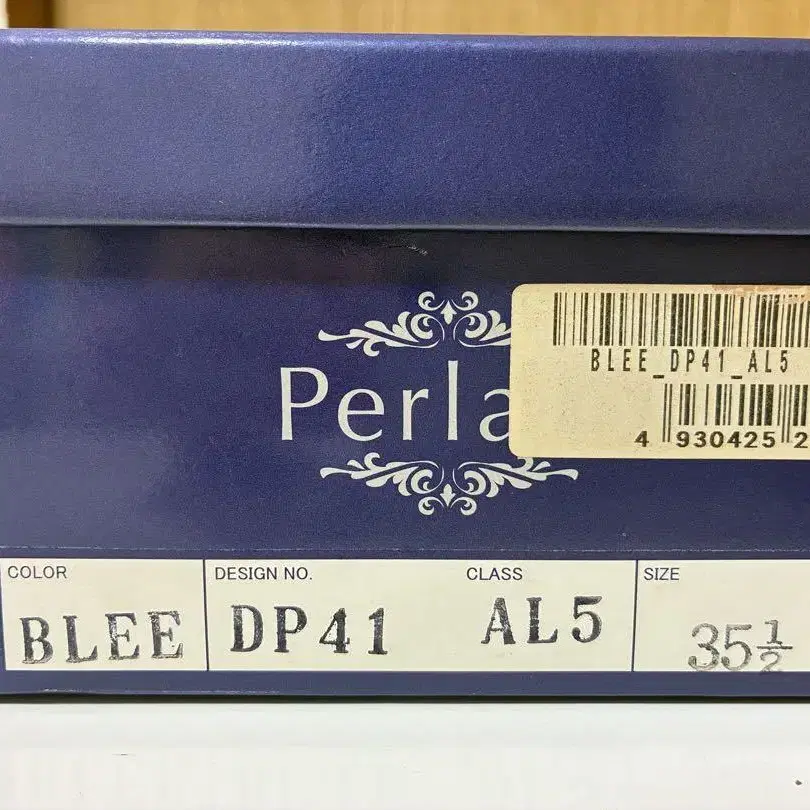 Perla
BLEE_DP41_AL5
4 930425 2
COLOR
BLEE
DESIGN NO.
DP41
CLASS
AL5
SIZE
35½